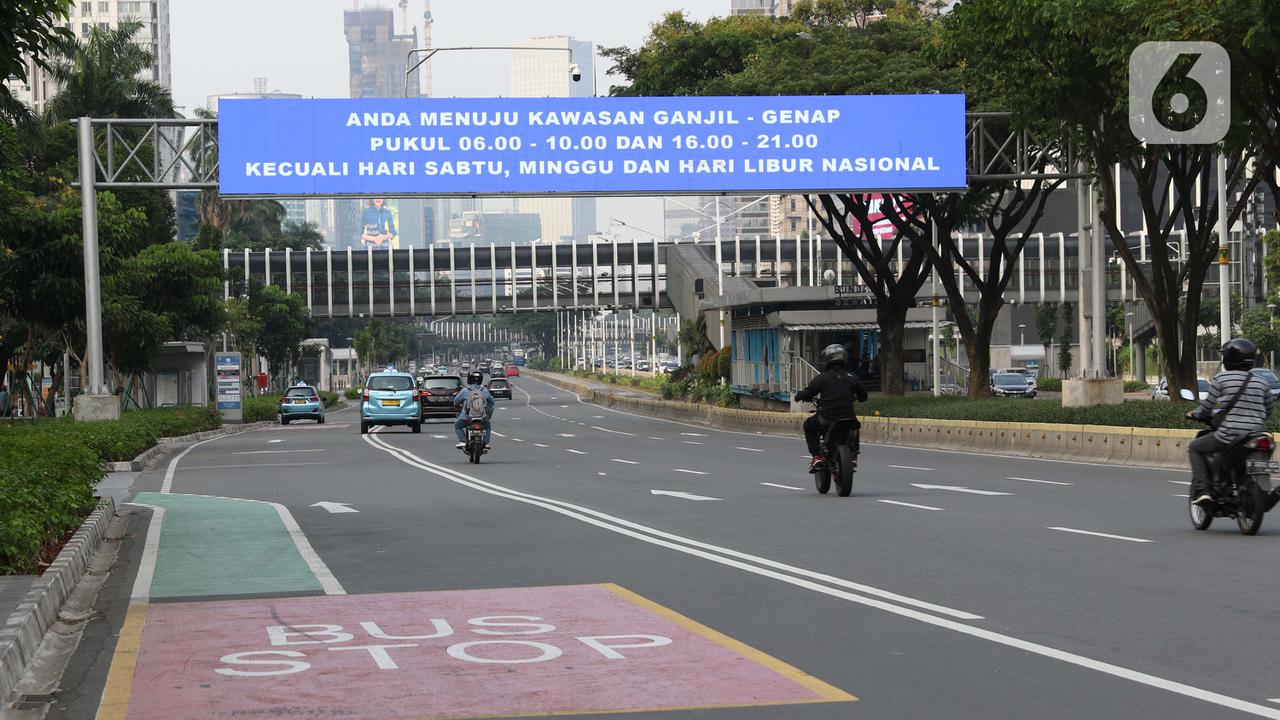 ANDA MENUJU KAWASAN GANJIL - GENAP
PUKUL 06.00 - 10.00 DAN 16.00 - 21.00
KECUALI HARI SABTU, MINGGU DAN HARI LIBUR NASIONAL
6
BUS
STOP